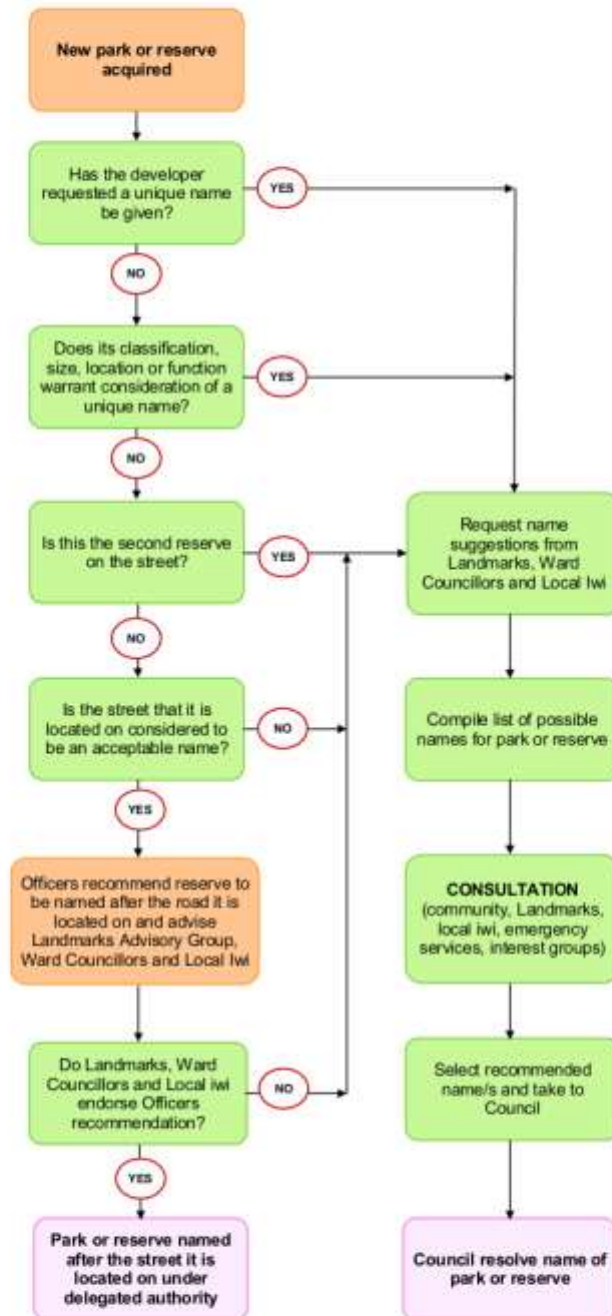 New park or reserve
acquired
Has the developer
requested a unique name
be given?
YES
NO
Does its classification,
size, location or function
warrant consideration of a
unique name?
YES
NO
Is this the second reserve
on the street?
YES
Request name
suggestions from
Landmarks, Ward
Councillors and Local Iwi
NO
Is the street that it is
located on considered to
be an acceptable name?
NO
Compile list of possible
names for park or reserve
YES
Officers recommend reserve to
be named after the road it is
located on and advise
Landmarks Advisory Group,
Ward Councillors and Local Iwi
CONSULTATION
(community, Landmarks,
local iwi, emergency
services, interest groups)
Do Landmarks, Ward
Councillors and Local iwi
endorse Officers
recommendation?
NO
Select recommended
name/s and take to
Council
YES
Park or reserve named
after the street it is
located on under
delegated authority
Council resolve name of
park or reserve